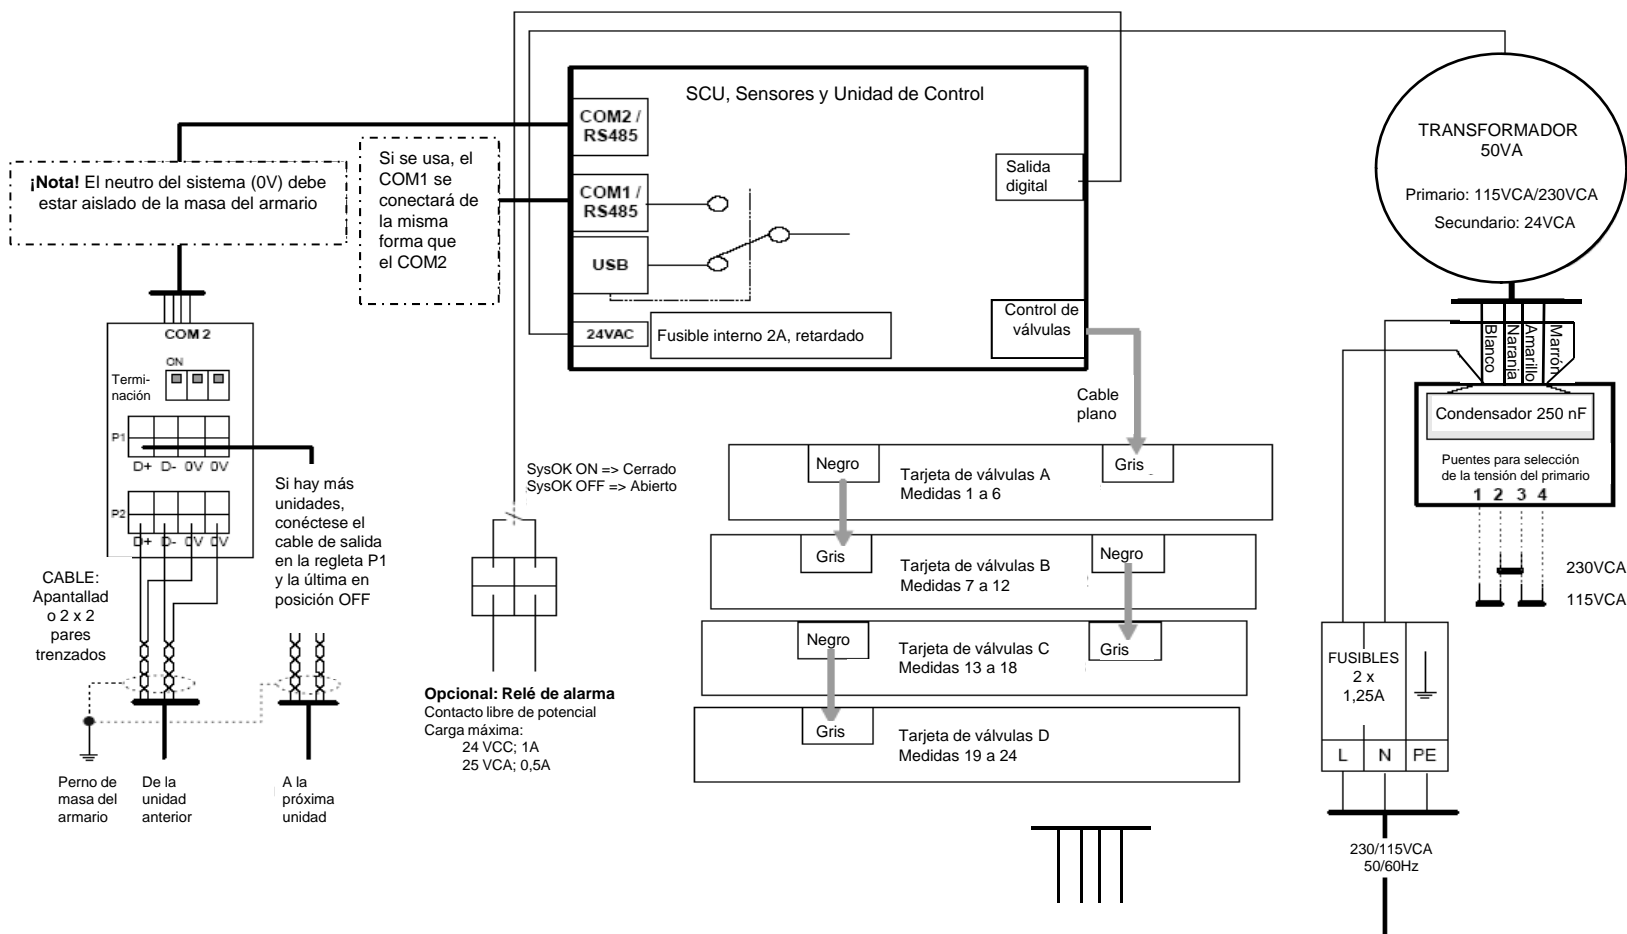 SCU, Sensores y Unidad de Control
COM2 /
RS485
COM1 /
RS485
USB
24VAC
Fusible interno 2A, retardado
Salida
digital
Control de
válvulas
¡Nota! El neutro del sistema (0V) debe
estar aislado de la masa del armario
Si se usa, el
COM1 se
conectará de
la misma
forma que
el COM2
TRANSFORMADOR
50VA
Primario: 115VCA/230VCA
Secundario: 24VCA
Blanco
Naranja
Amarillo
Marrón
Condensador 250 nF
Puentes para selección
de la tensión del primario
1 2 3 4
230VCA
115VCA
COM 2
ON
Termi-
nación
P1
D+ D- 0V 0V
P2
D+ D- 0V 0V
Si hay más
unidades,
conéctese el
cable de salida
en la regleta P1
y la última en
posición OFF
CABLE:
Apantallad
o 2 x 2
pares
trenzados
Perno de
masa del
armario
De la
unidad
anterior
A la
próxima
unidad
SysOK ON => Cerrado
SysOK OFF => Abierto
Opcional: Relé de alarma
Contacto libre de potencial
Carga máxima:
24 VCC; 1A
25 VCA; 0,5A
Cable
plano
Negro
Tarjeta de válvulas A
Medidas 1 a 6
Gris
Gris
Tarjeta de válvulas B
Medidas 7 a 12
Negro
Negro
Tarjeta de válvulas C
Medidas 13 a 18
Gris
Gris
Tarjeta de válvulas D
Medidas 19 a 24
FUSIBLES
2 x
1,25A
L N PE
230/115VCA
50/60Hz